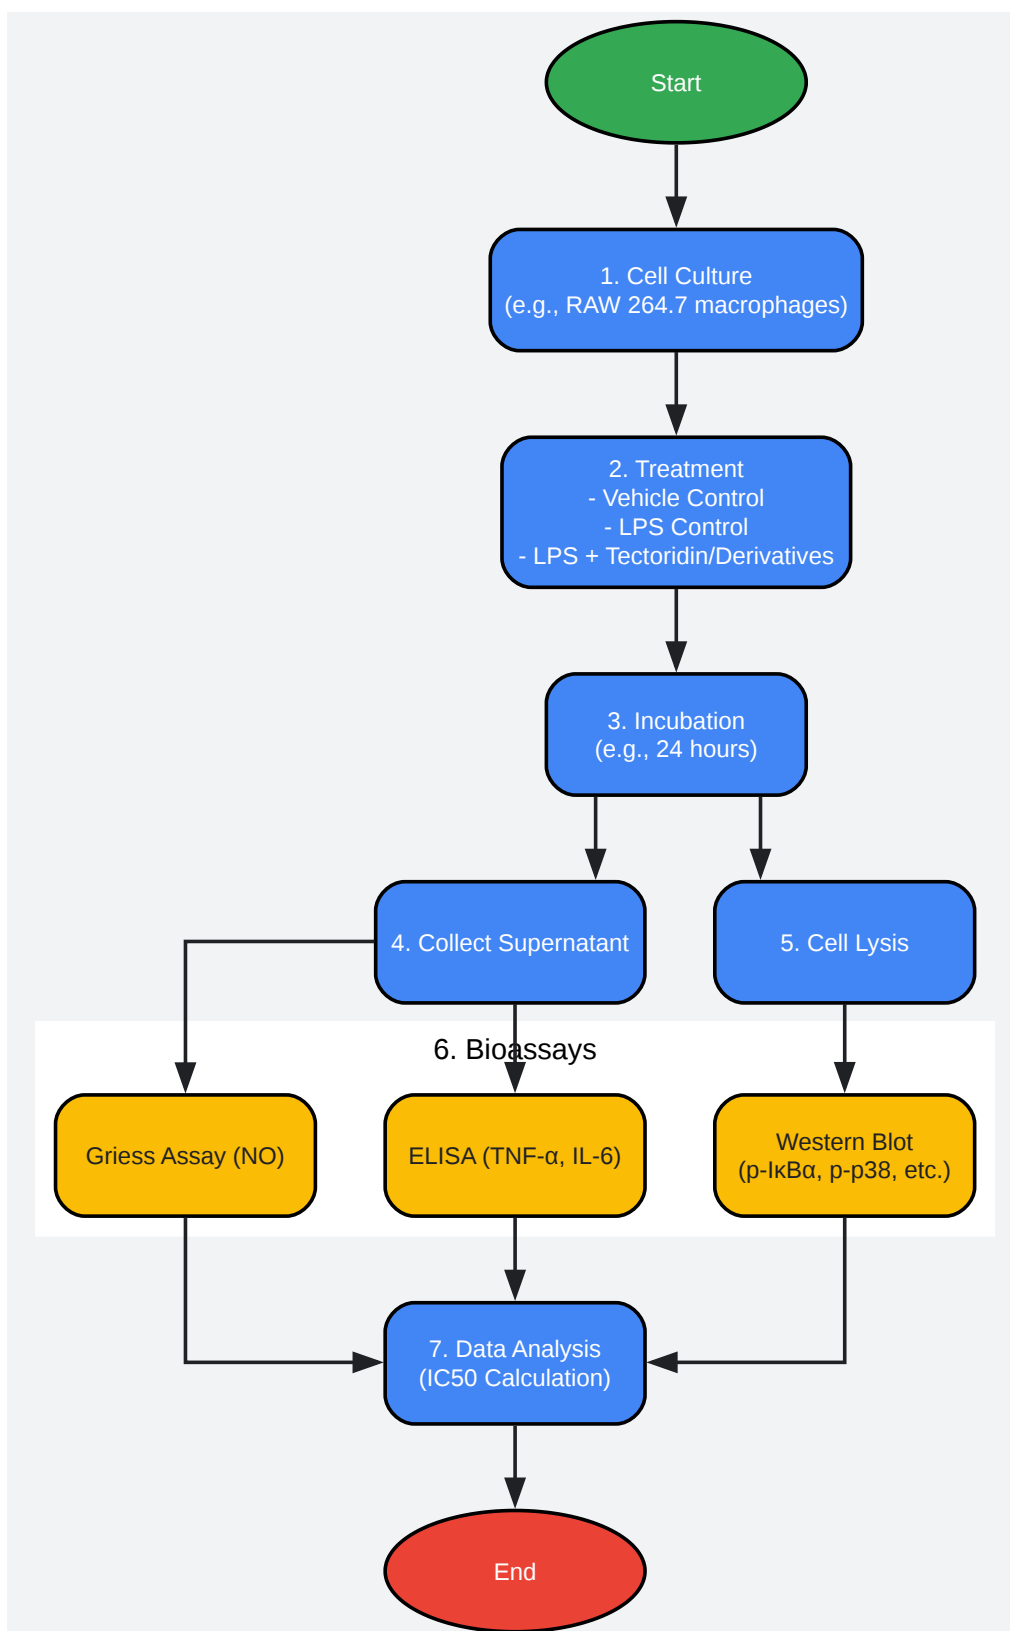 Start
1. Cell Culture
(e.g., RAW 264.7 macrophages)
2. Treatment
- Vehicle Control
- LPS Control
- LPS + Tectoridin/Derivatives
3. Incubation
(e.g., 24 hours)
4. Collect Supernatant
5. Cell Lysis
6. Bioassays
Griess Assay (NO)
ELISA (TNF-α, IL-6)
Western Blot
(p-IκBα, p-p38, etc.)
7. Data Analysis
(IC50 Calculation)
End